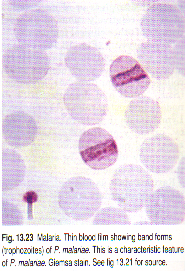 Fig. 13.23 Malaria. Thin blood film showing band forms
(trophozoites) of P. malariae. This is a characteristic feature
of P. malariae. Giemsa stain. See Fig. 13.21 for source.